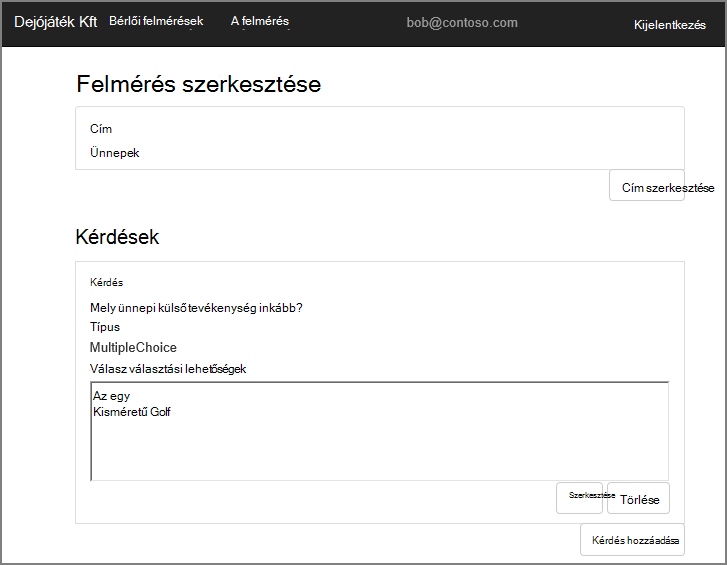 Dejójáték Kft Bérlői felmérések A felmérés bob@contoso.com Kijelentkezés
Felmérés szerkesztése
Cím
Ünnepek
Cím szerkesztése
Kérdések
Kérdés
Mely ünnepi külső tevékenység inkább?
Típus
MultipleChoice
Válasz választási lehetőségek
Az egy
Kisméretű Golf
Szerkesztése Törlése
Kérdés hozzáadása